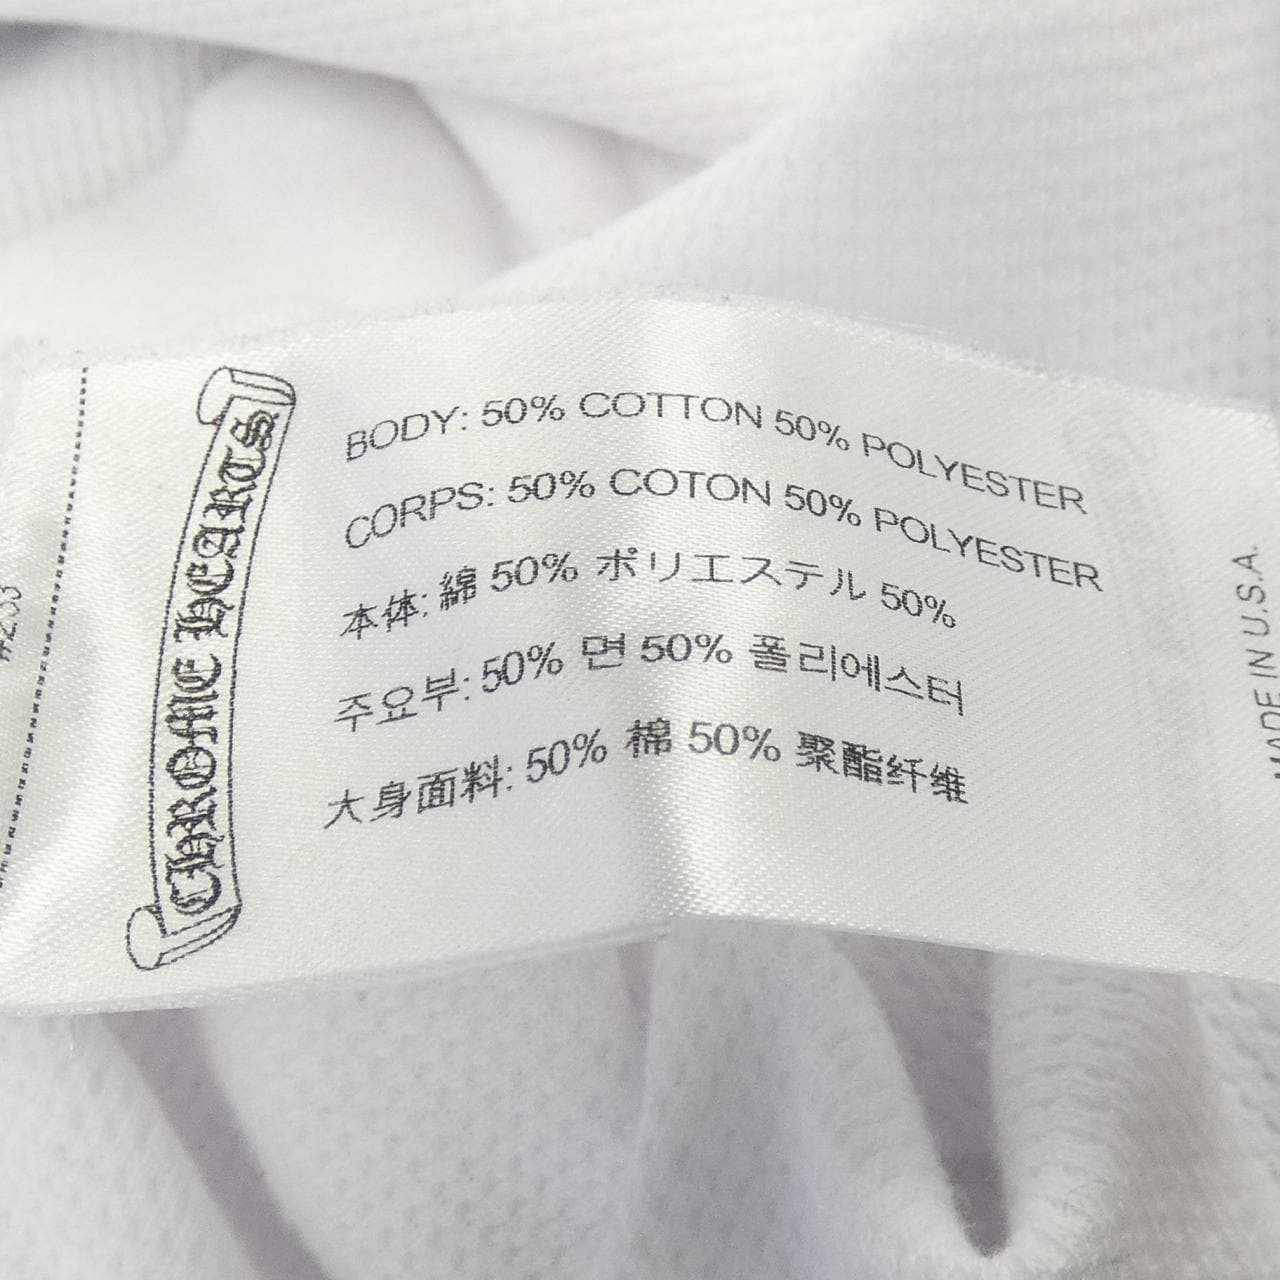 CHROME HEARTS
BODY: 50% COTTON 50% POLYESTER
CORPS: 50% COTON 50% POLYESTER
本体: 綿 50% ポリエステル 50%
주요부: 50% 면 50% 폴리에스터
大身面料: 50% 棉 50% 聚酯纤维
MADE IN U.S.A.